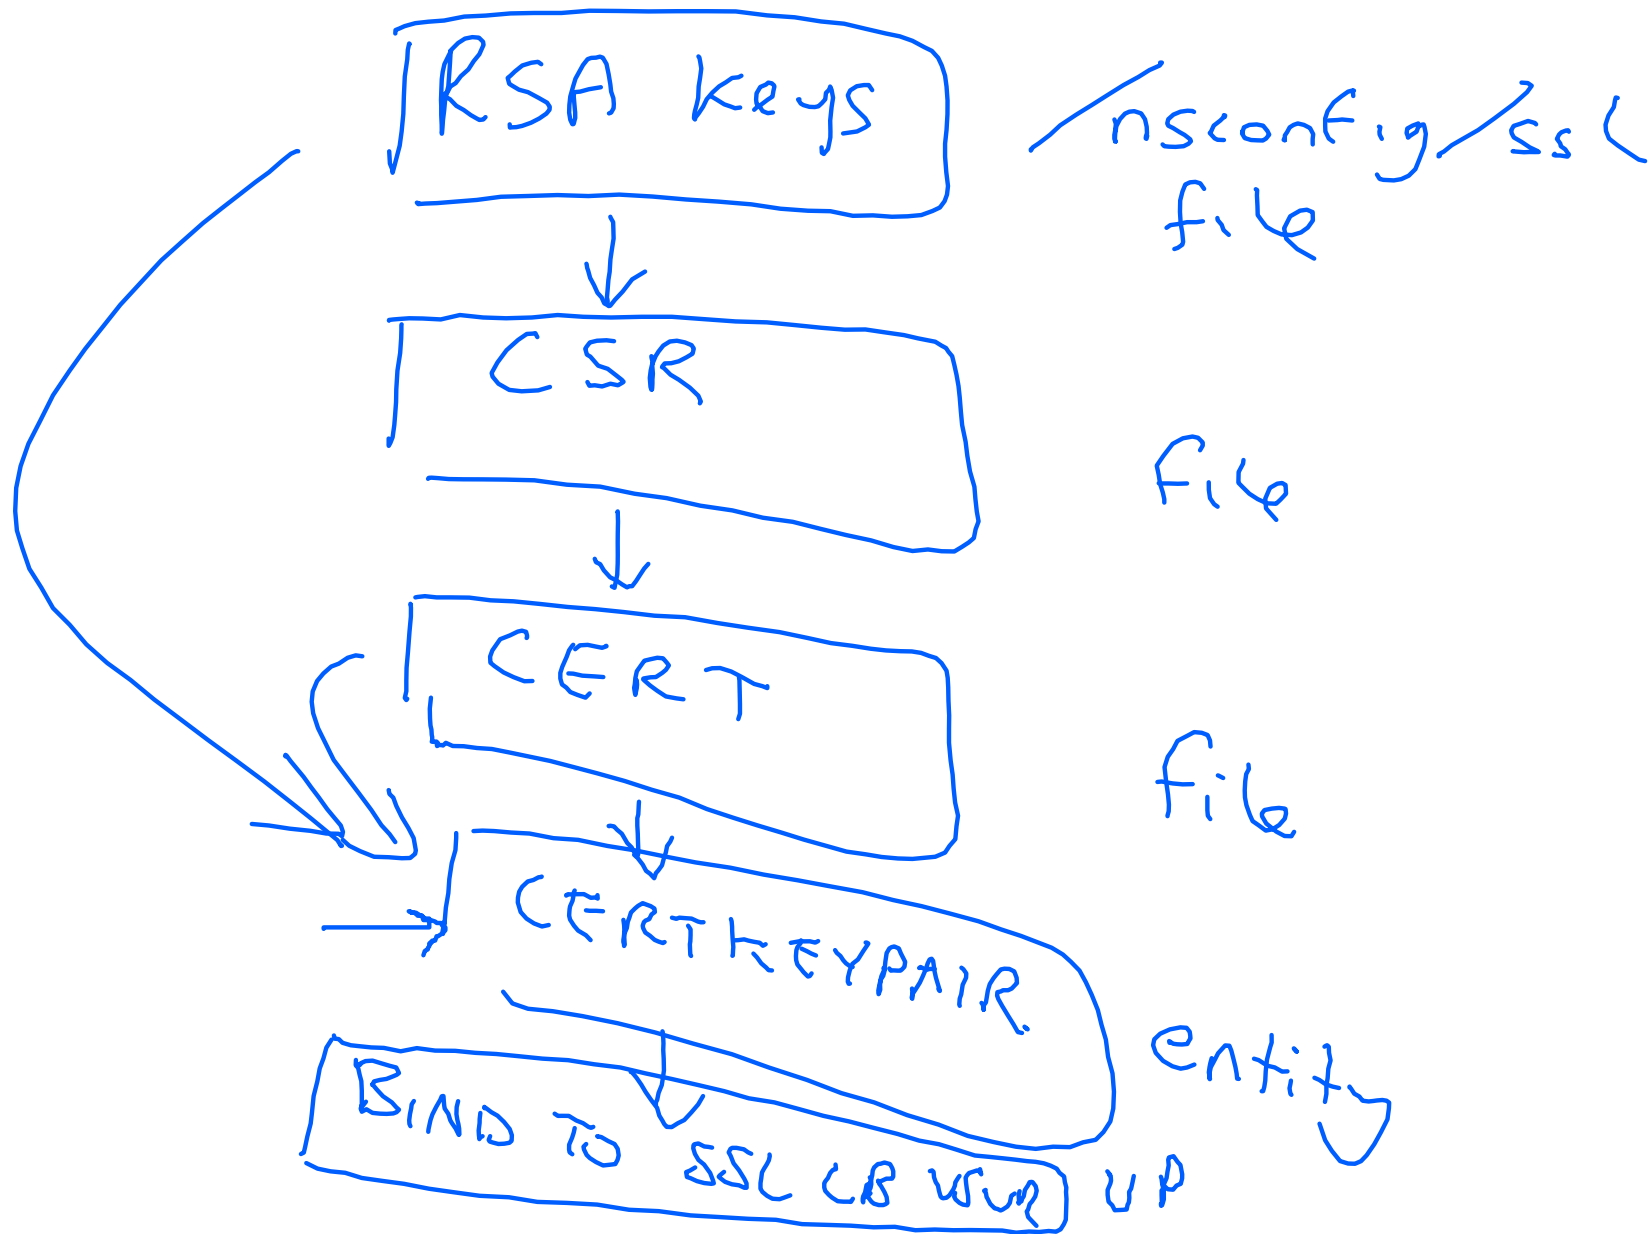 RSA keys
/nsconfig/ssl
file
CSR
file
CERT
file
CERTKEYPAIR
entity
BIND TO SSL LB VSVR UP